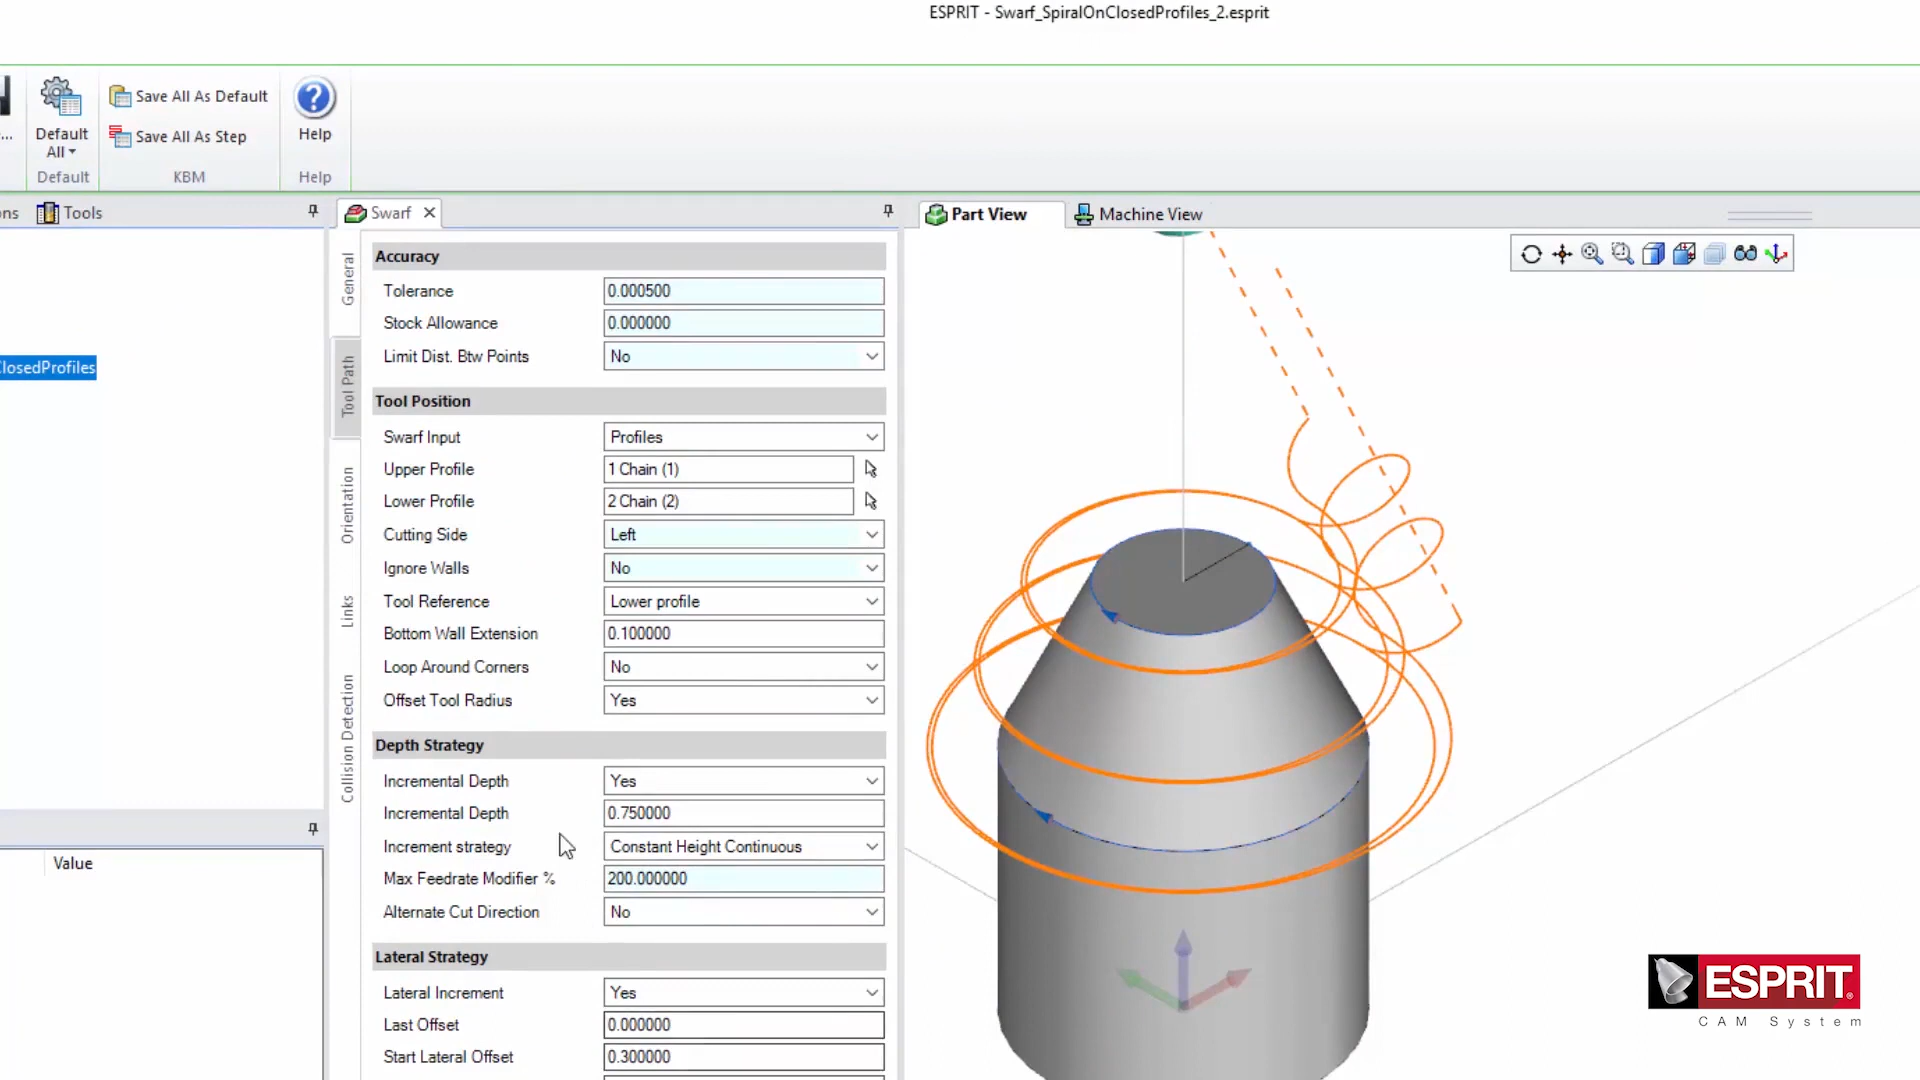 ESPRIT - Swarf_SpiralOnClosedProfiles_2.esprit
...
Default
All
Default
Save All As Default
Save All As Step
KBM
Help
Help
ns
Tools
Swarf
Part View
Machine View
General
Tool Path
Orientation
Links
Collision Detection
losedProfiles
Value
Accuracy
Tolerance 0.000500
Stock Allowance 0.000000
Limit Dist. Btw Points No
Tool Position
Swarf Input Profiles
Upper Profile 1 Chain (1)
Lower Profile 2 Chain (2)
Cutting Side Left
Ignore Walls No
Tool Reference Lower profile
Bottom Wall Extension 0.100000
Loop Around Corners No
Offset Tool Radius Yes
Depth Strategy
Incremental Depth Yes
Incremental Depth 0.750000
Increment strategy Constant Height Continuous
Max Feedrate Modifier % 200.000000
Alternate Cut Direction No
Lateral Strategy
Lateral Increment Yes
Last Offset 0.000000
Start Lateral Offset 0.300000
ESPRIT®
CAM System